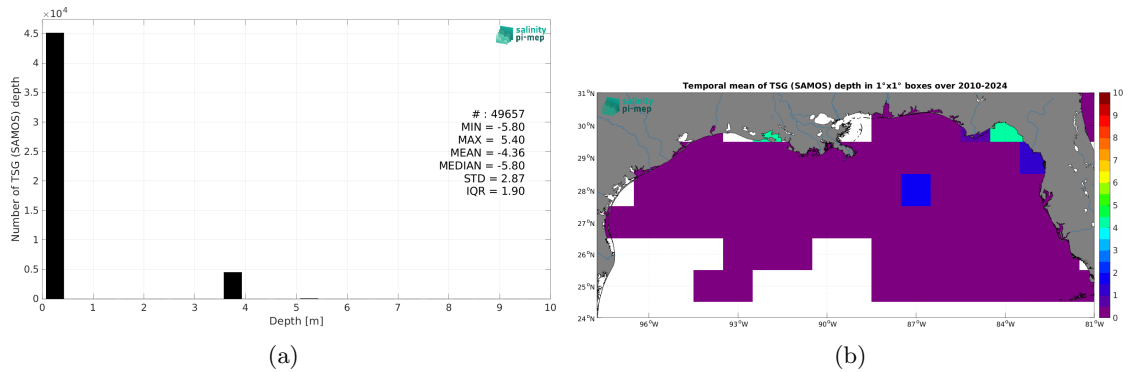 ×10⁴
salinity
pi-mep
4.5
4
3.5
3
2.5
2
1.5
1
0.5
0
Number of TSG (SAMOS) depth
# : 49657
MIN = -5.80
MAX = 5.40
MEAN = -4.36
MEDIAN = -5.80
STD = 2.87
IQR = 1.90
0 1 2 3 4 5 6 7 8 9 10
Depth [m]
(a)
Temporal mean of TSG (SAMOS) depth in 1°x1° boxes over 2010-2024
salinity
pi-mep
31°N
30°N
29°N
28°N
27°N
26°N
25°N
24°N
96°W 93°W 90°W 87°W 84°W 81°W
10
9
8
7
6
5
4
3
2
1
0
(b)